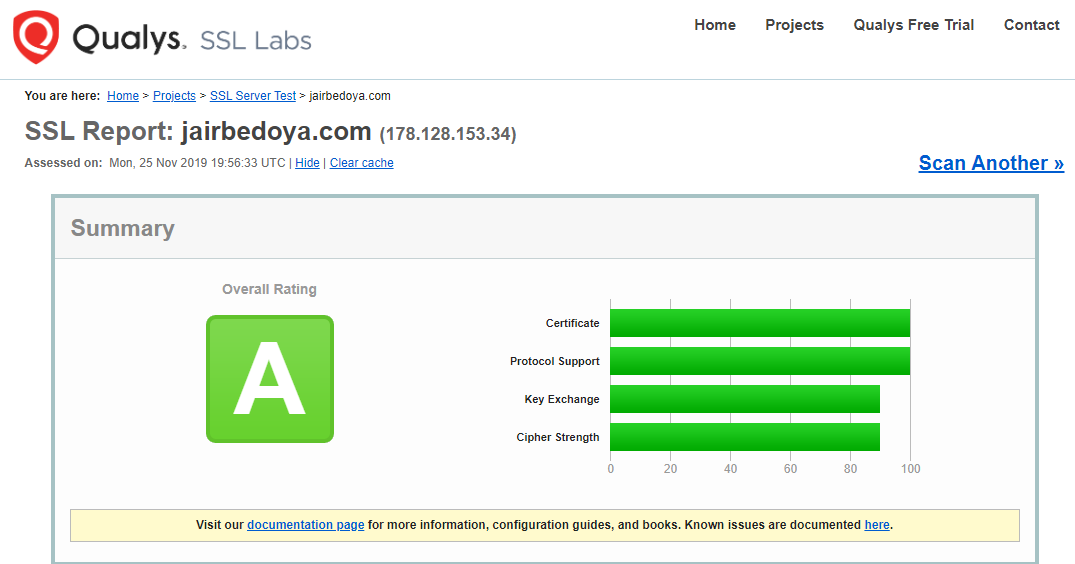 Qualys. SSL Labs
Home Projects Qualys Free Trial Contact
You are here: Home > Projects > SSL Server Test > jairbedoya.com
SSL Report: jairbedoya.com (178.128.153.34)
Assessed on: Mon, 25 Nov 2019 19:56:33 UTC | Hide | Clear cache
Scan Another »
Summary
Overall Rating
A
Certificate
Protocol Support
Key Exchange
Cipher Strength
0 20 40 60 80 100
Visit our documentation page for more information, configuration guides, and books. Known issues are documented here.